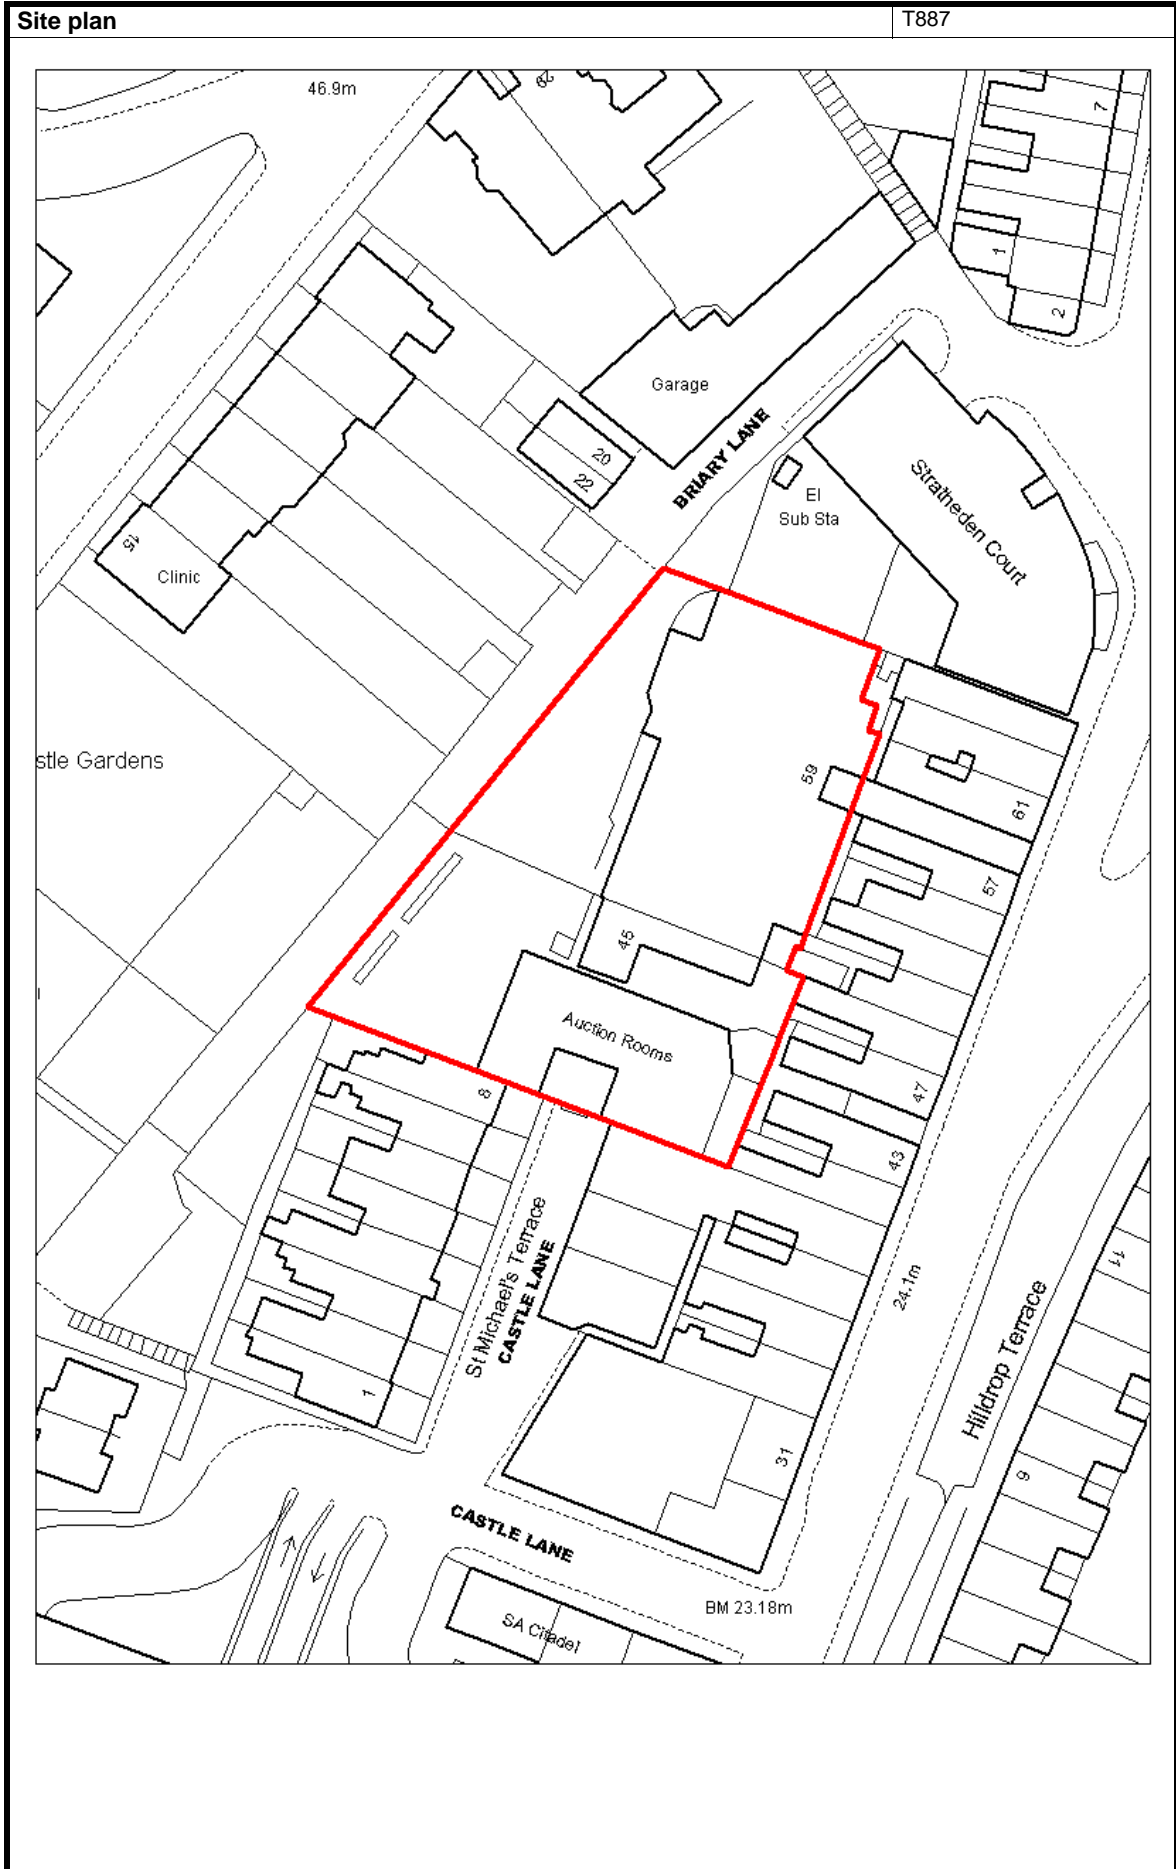 Site plan
T887
46.9m
29
7
1
2
Garage
20
22
BRIARY LANE
El
Sub Sta
Stratheden Court
15
Clinic
stle Gardens
59
61
57
45
Auction Rooms
8
47
43
St Michael's Terrace
CASTLE LANE
24.1m
11
Hilldrop Terrace
1
31
9
CASTLE LANE
BM 23.18m
SA Citadel